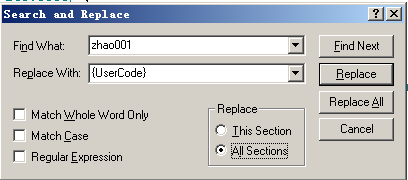 Search and Replace
Find What: zhao001 Find Next
Replace With: {UserCode} Replace
Replace All
Match Whole Word Only Replace
Match Case This Section Cancel
Regular Expression All Sections